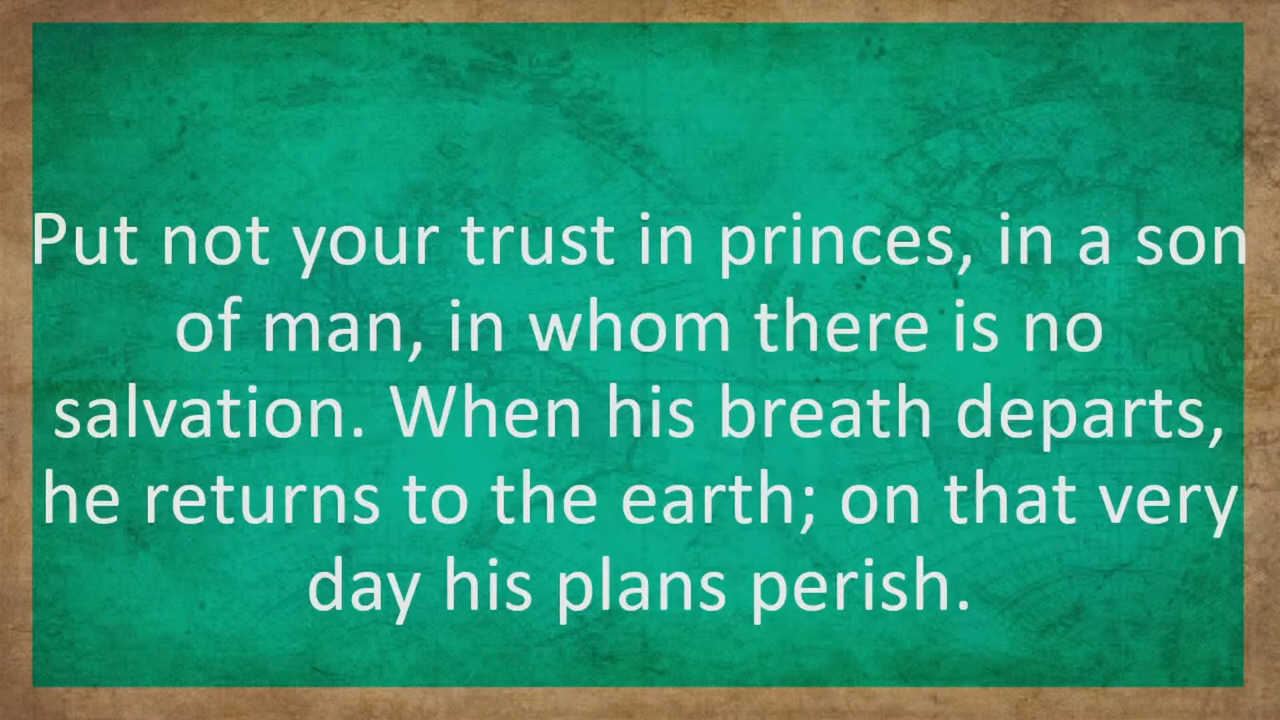 Put not your trust in princes, in a son
of man, in whom there is no
salvation. When his breath departs,
he returns to the earth; on that very
day his plans perish.